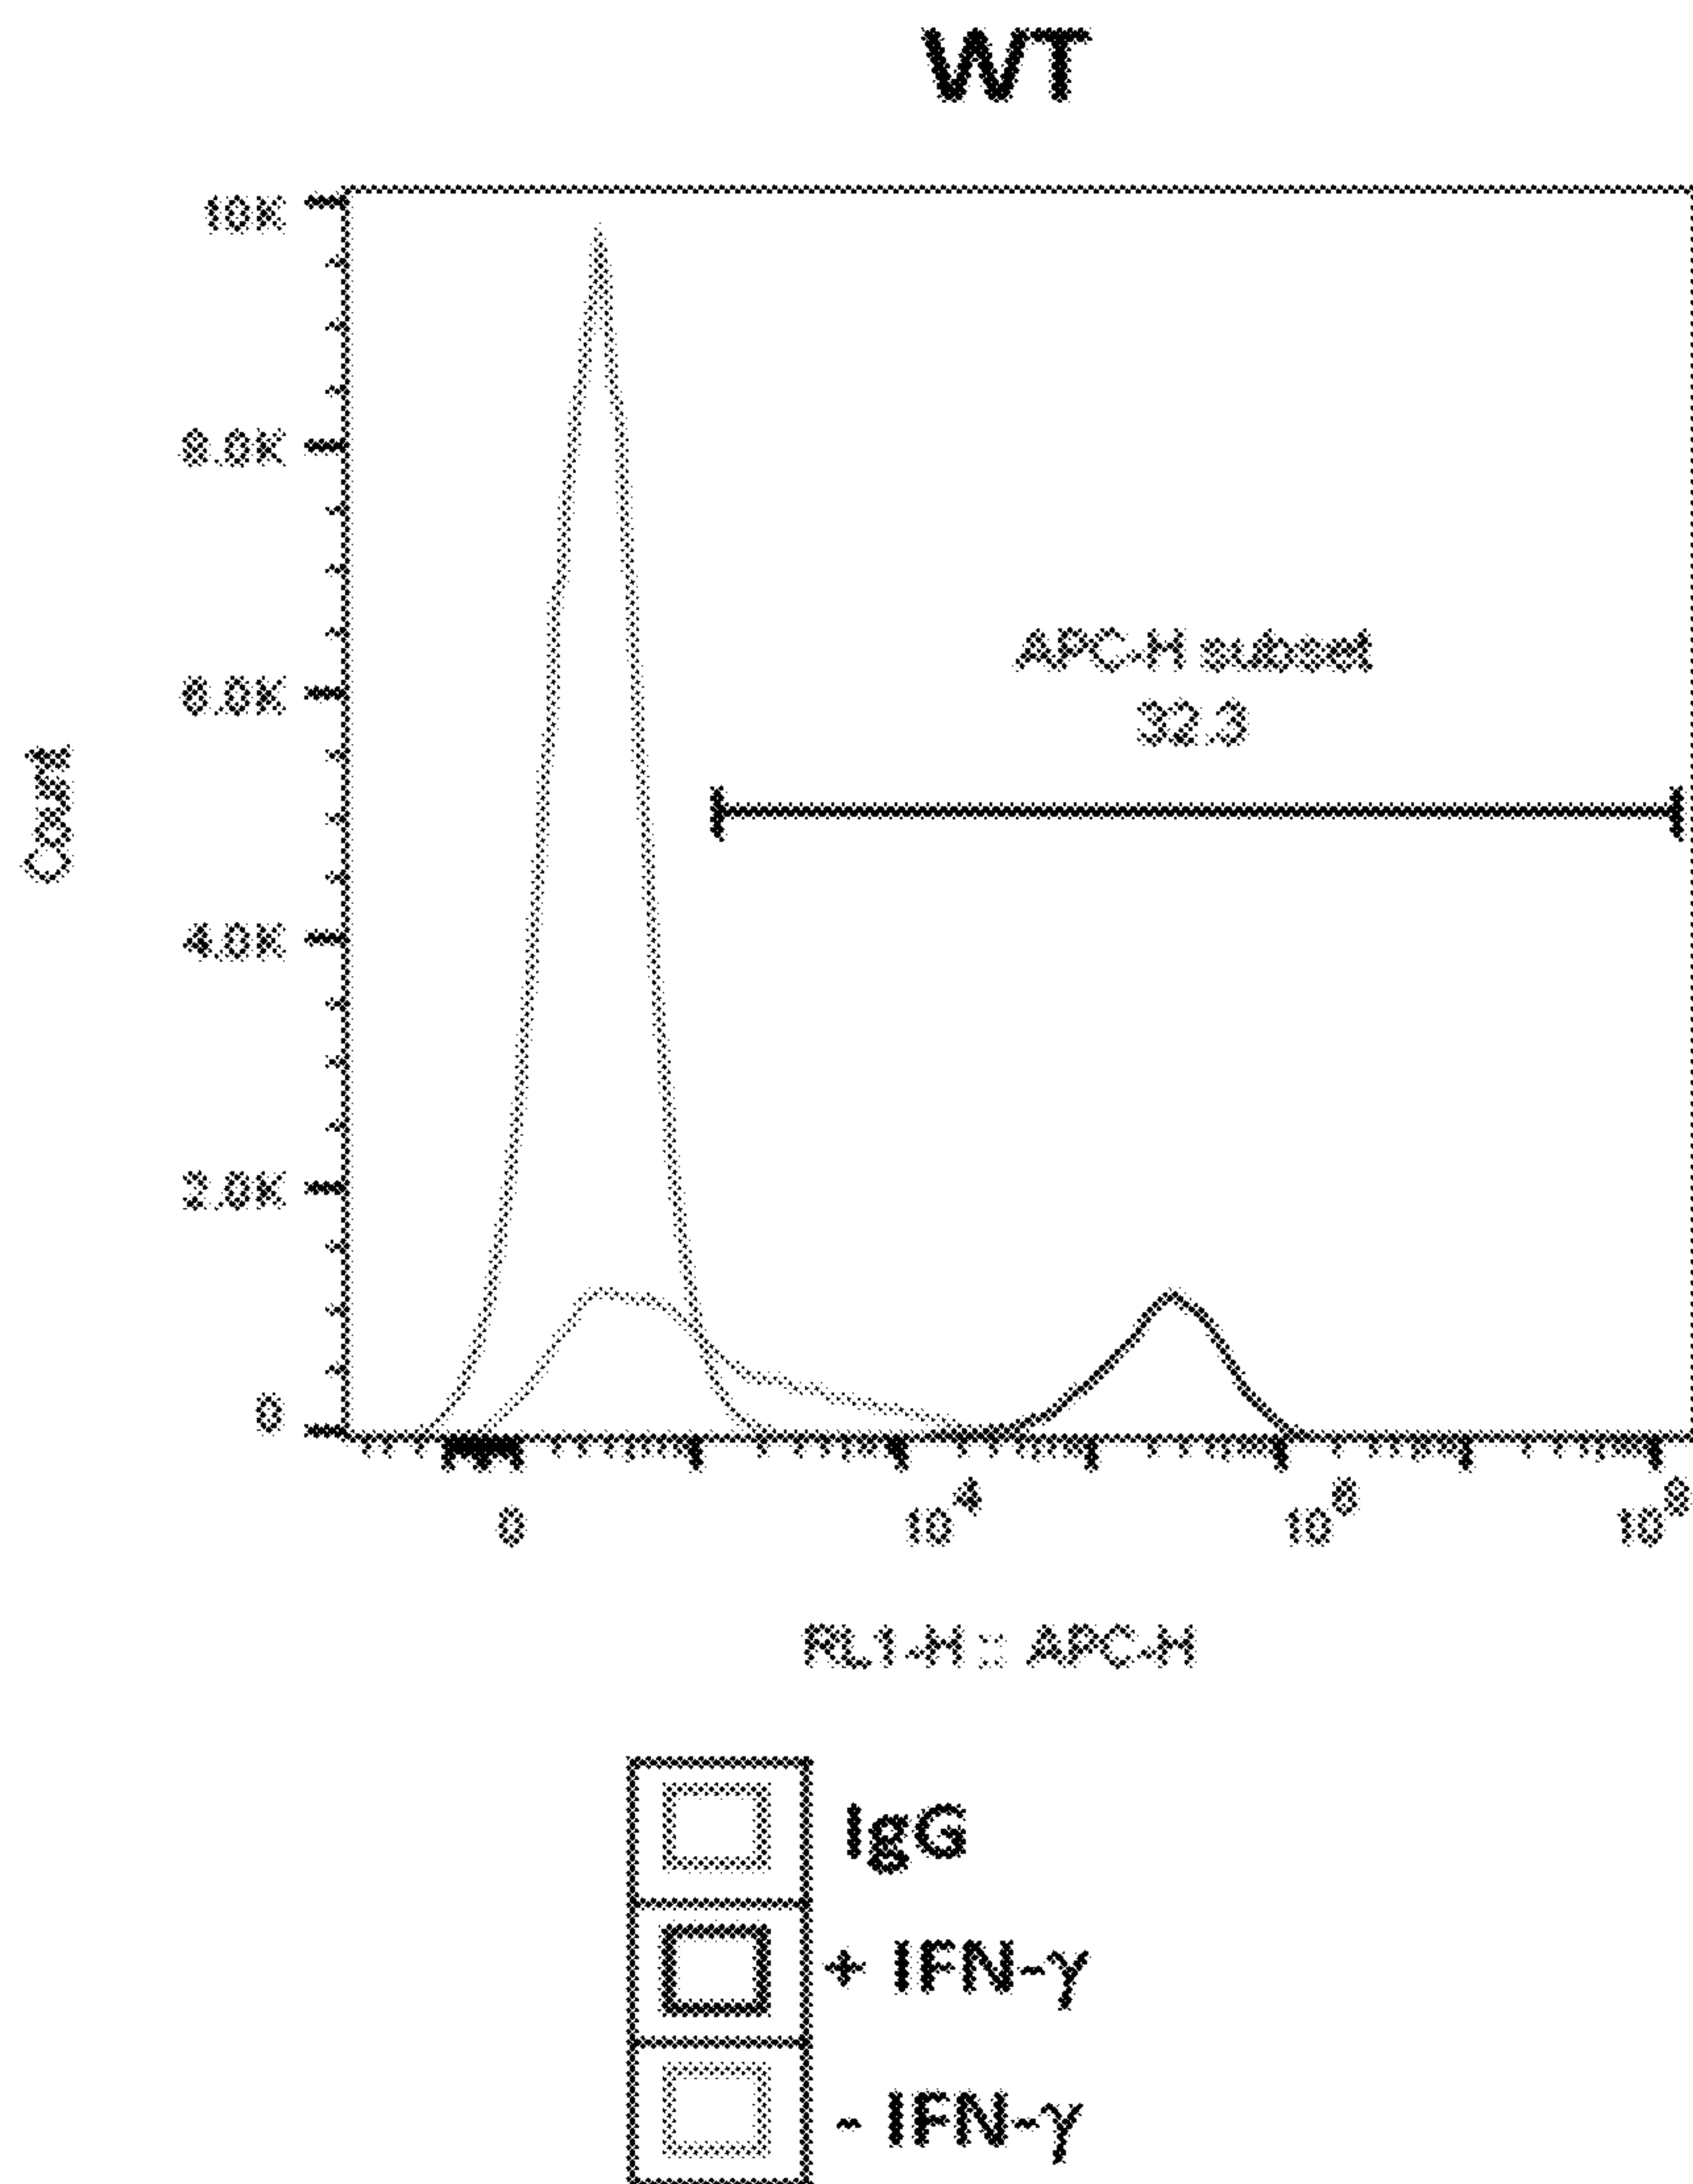 WT
10K
8.0K
6.0K
4.0K
2.0K
0
Count
APC-H subset
32.3
0
10 4
10 6
10 8
RL1-H :: APC-H
IgG
+ IFN-γ
- IFN-γ